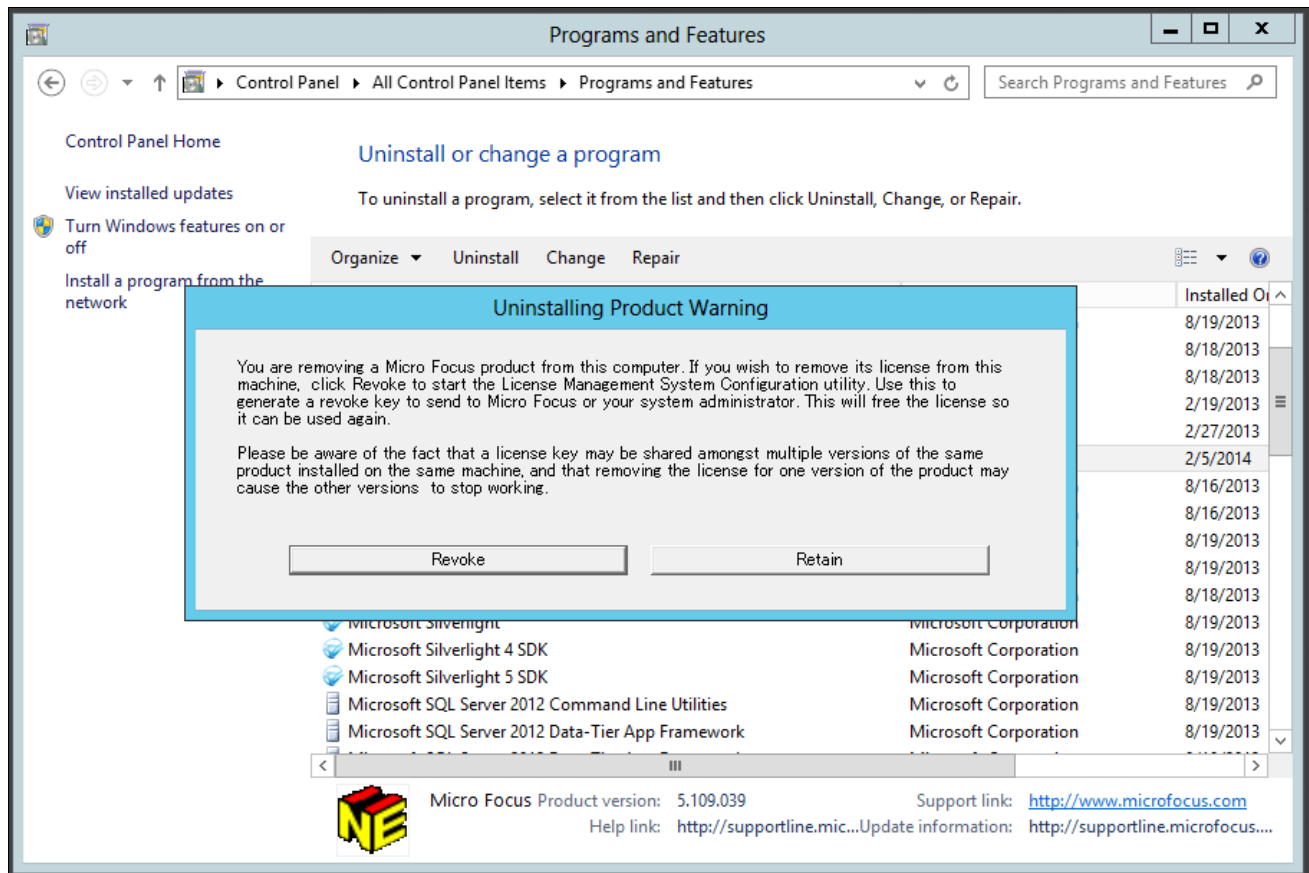 Programs and Features
Control Panel ▸ All Control Panel Items ▸ Programs and Features
Search Programs and Features
Control Panel Home
View installed updates
Turn Windows features on or
off
Install a program from the
network
Uninstall or change a program
To uninstall a program, select it from the list and then click Uninstall, Change, or Repair.
Organize Uninstall Change Repair
Installed
8/19/2013
8/18/2013
8/18/2013
2/19/2013
2/27/2013
2/5/2014
8/16/2013
8/16/2013
8/19/2013
8/19/2013
8/18/2013
Uninstalling Product Warning
You are removing a Micro Focus product from this computer. If you wish to remove its license from this
machine, click Revoke to start the License Management System Configuration utility. Use this to
generate a revoke key to send to Micro Focus or your system administrator. This will free the license so
it can be used again.
Please be aware of the fact that a license key may be shared amongst multiple versions of the same
product installed on the same machine, and that removing the license for one version of the product may
cause the other versions to stop working.
Revoke Retain
Microsoft Silverlight Microsoft Corporation 8/19/2013
Microsoft Silverlight 4 SDK Microsoft Corporation 8/19/2013
Microsoft Silverlight 5 SDK Microsoft Corporation 8/19/2013
Microsoft SQL Server 2012 Command Line Utilities Microsoft Corporation 8/19/2013
Microsoft SQL Server 2012 Data-Tier App Framework Microsoft Corporation 8/19/2013
NE
Micro Focus Product version: 5.109.039 Support link: http://www.microfocus.com
Help link: http://supportline.mic... Update information: http://supportline.microfocus....